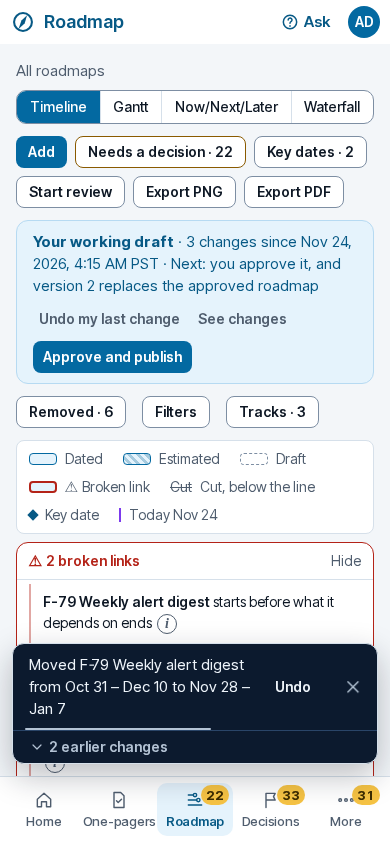 Roadmap
Ask
AD
All roadmaps
Timeline Gantt Now/Next/Later Waterfall
Add Needs a decision · 22 Key dates · 2
Start review Export PNG Export PDF
Your working draft · 3 changes since Nov 24,
2026, 4:15 AM PST · Next: you approve it, and
version 2 replaces the approved roadmap
Undo my last change See changes
Approve and publish
Removed · 6 Filters Tracks · 3
Dated Estimated Draft
⚠ Broken link Cut Cut, below the line
Key date Today Nov 24
⚠ 2 broken links Hide
F-79 Weekly alert digest starts before what it
depends on ends i
Moved F-79 Weekly alert digest
from Oct 31 – Dec 10 to Nov 28 –
Jan 7
Undo
2 earlier changes
22 33 31
Home One-pagers Roadmap Decisions More